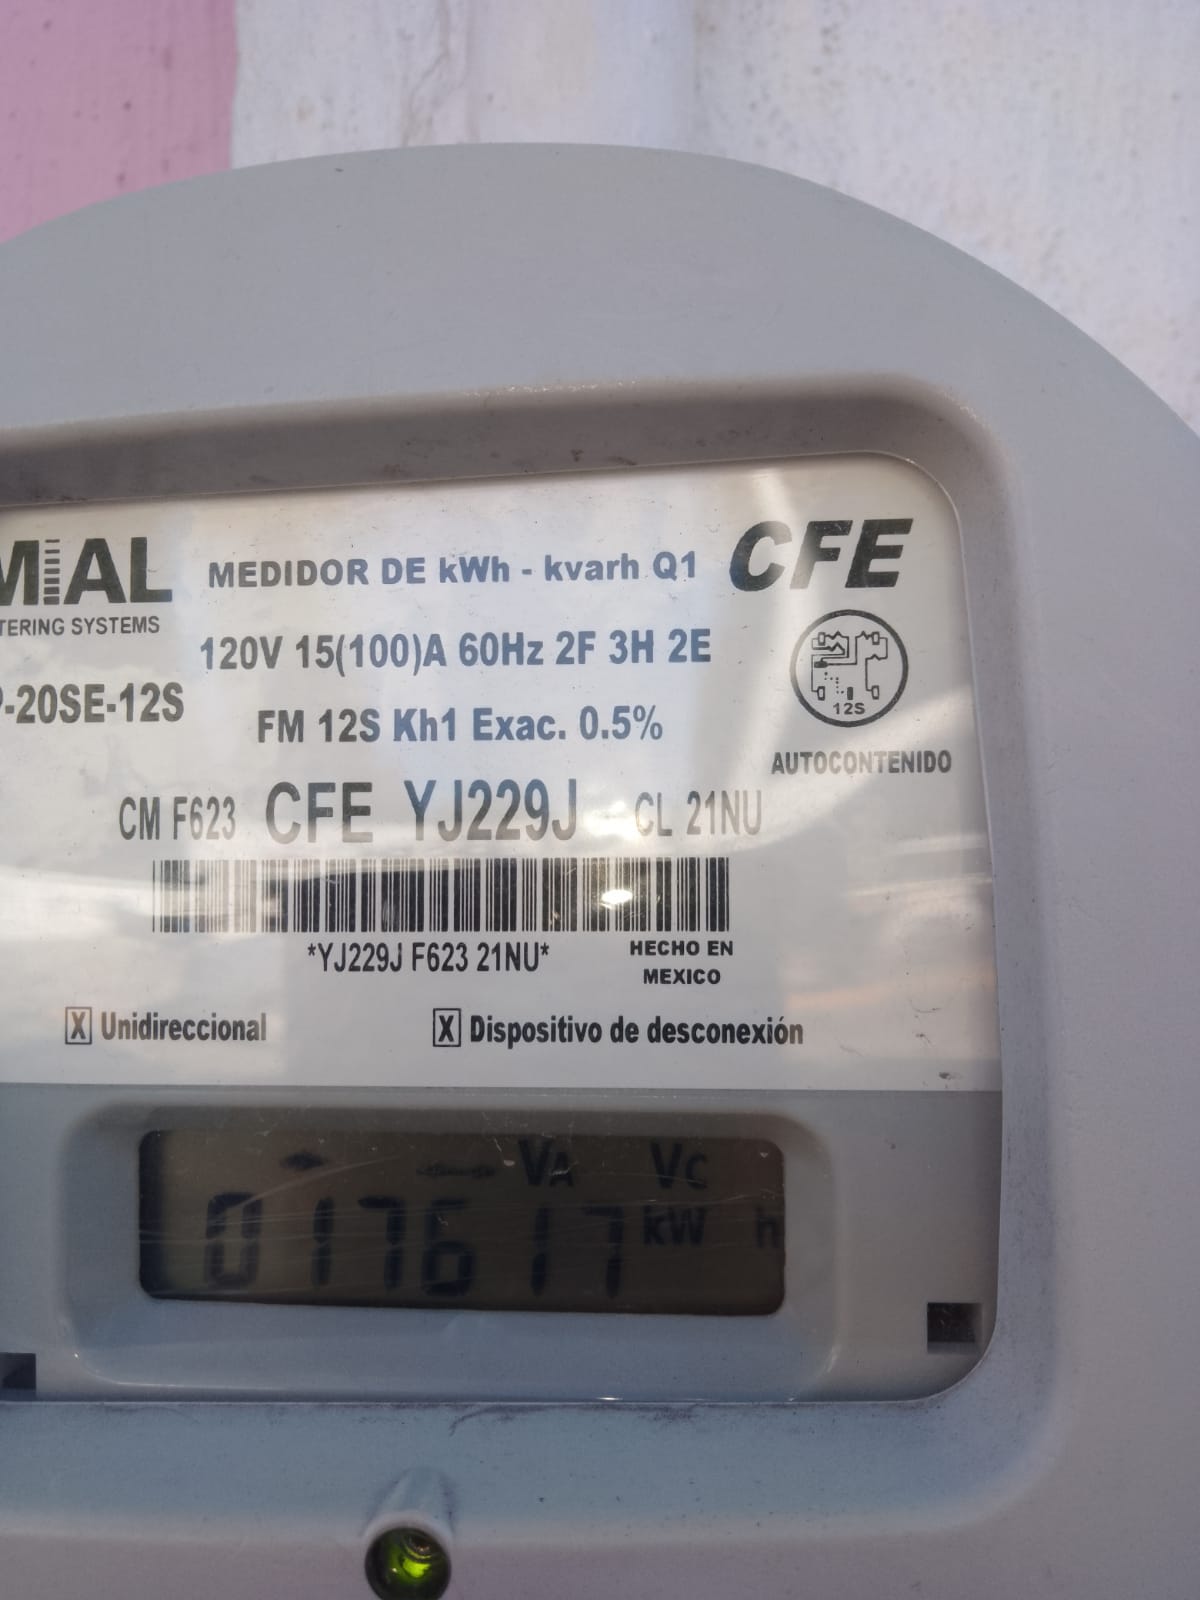 MIAL
TERING SYSTEMS
MEDIDOR DE kWh - kvarh Q1
CFE
120V 15(100)A 60Hz 2F 3H 2E
-20SE-12S
FM 12S Kh1 Exac. 0.5%
12S
AUTOCONTENIDO
CM F623 CFE YJ229J CL 21NU
*YJ229J F623 21NU*
HECHO EN
MEXICO
X Unidireccional
X Dispositivo de desconexión
VA VC
017617 kW h